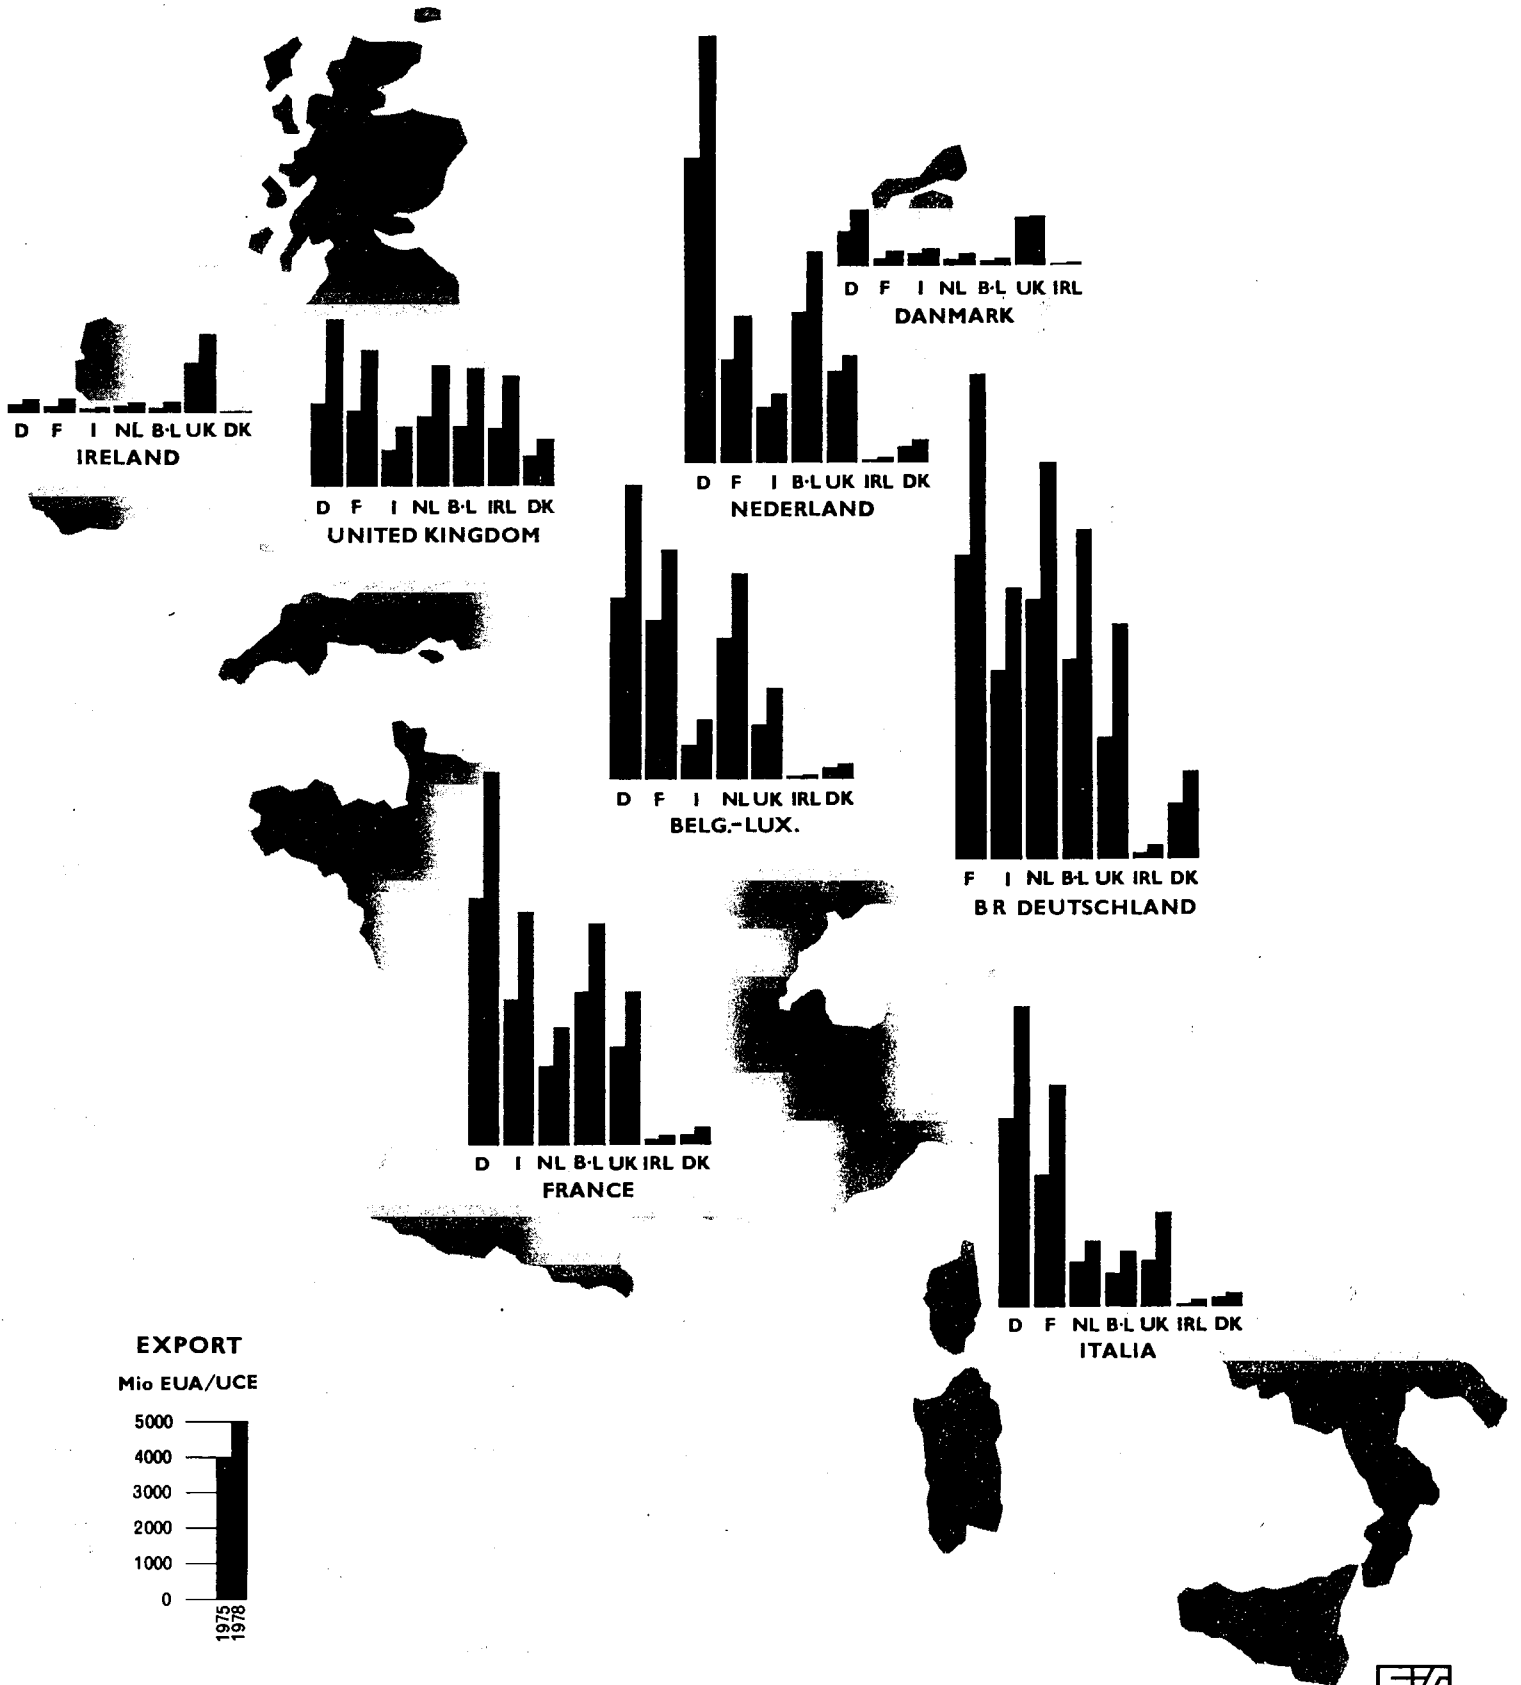 D F I NL B·L UK IRL
DANMARK
D F I NL B·L UK DK
IRELAND
D F I NL B·L IRL DK
UNITED KINGDOM
D F I B·L UK IRL DK
NEDERLAND
D F I NL UK IRL DK
BELG.-LUX.
F I NL B·L UK IRL DK
BR DEUTSCHLAND
D I NL B·L UK IRL DK
FRANCE
D F NL B·L UK IRL DK
ITALIA
EXPORT
Mio EUA/UCE
5000
4000
3000
2000
1000
0
1975
1978